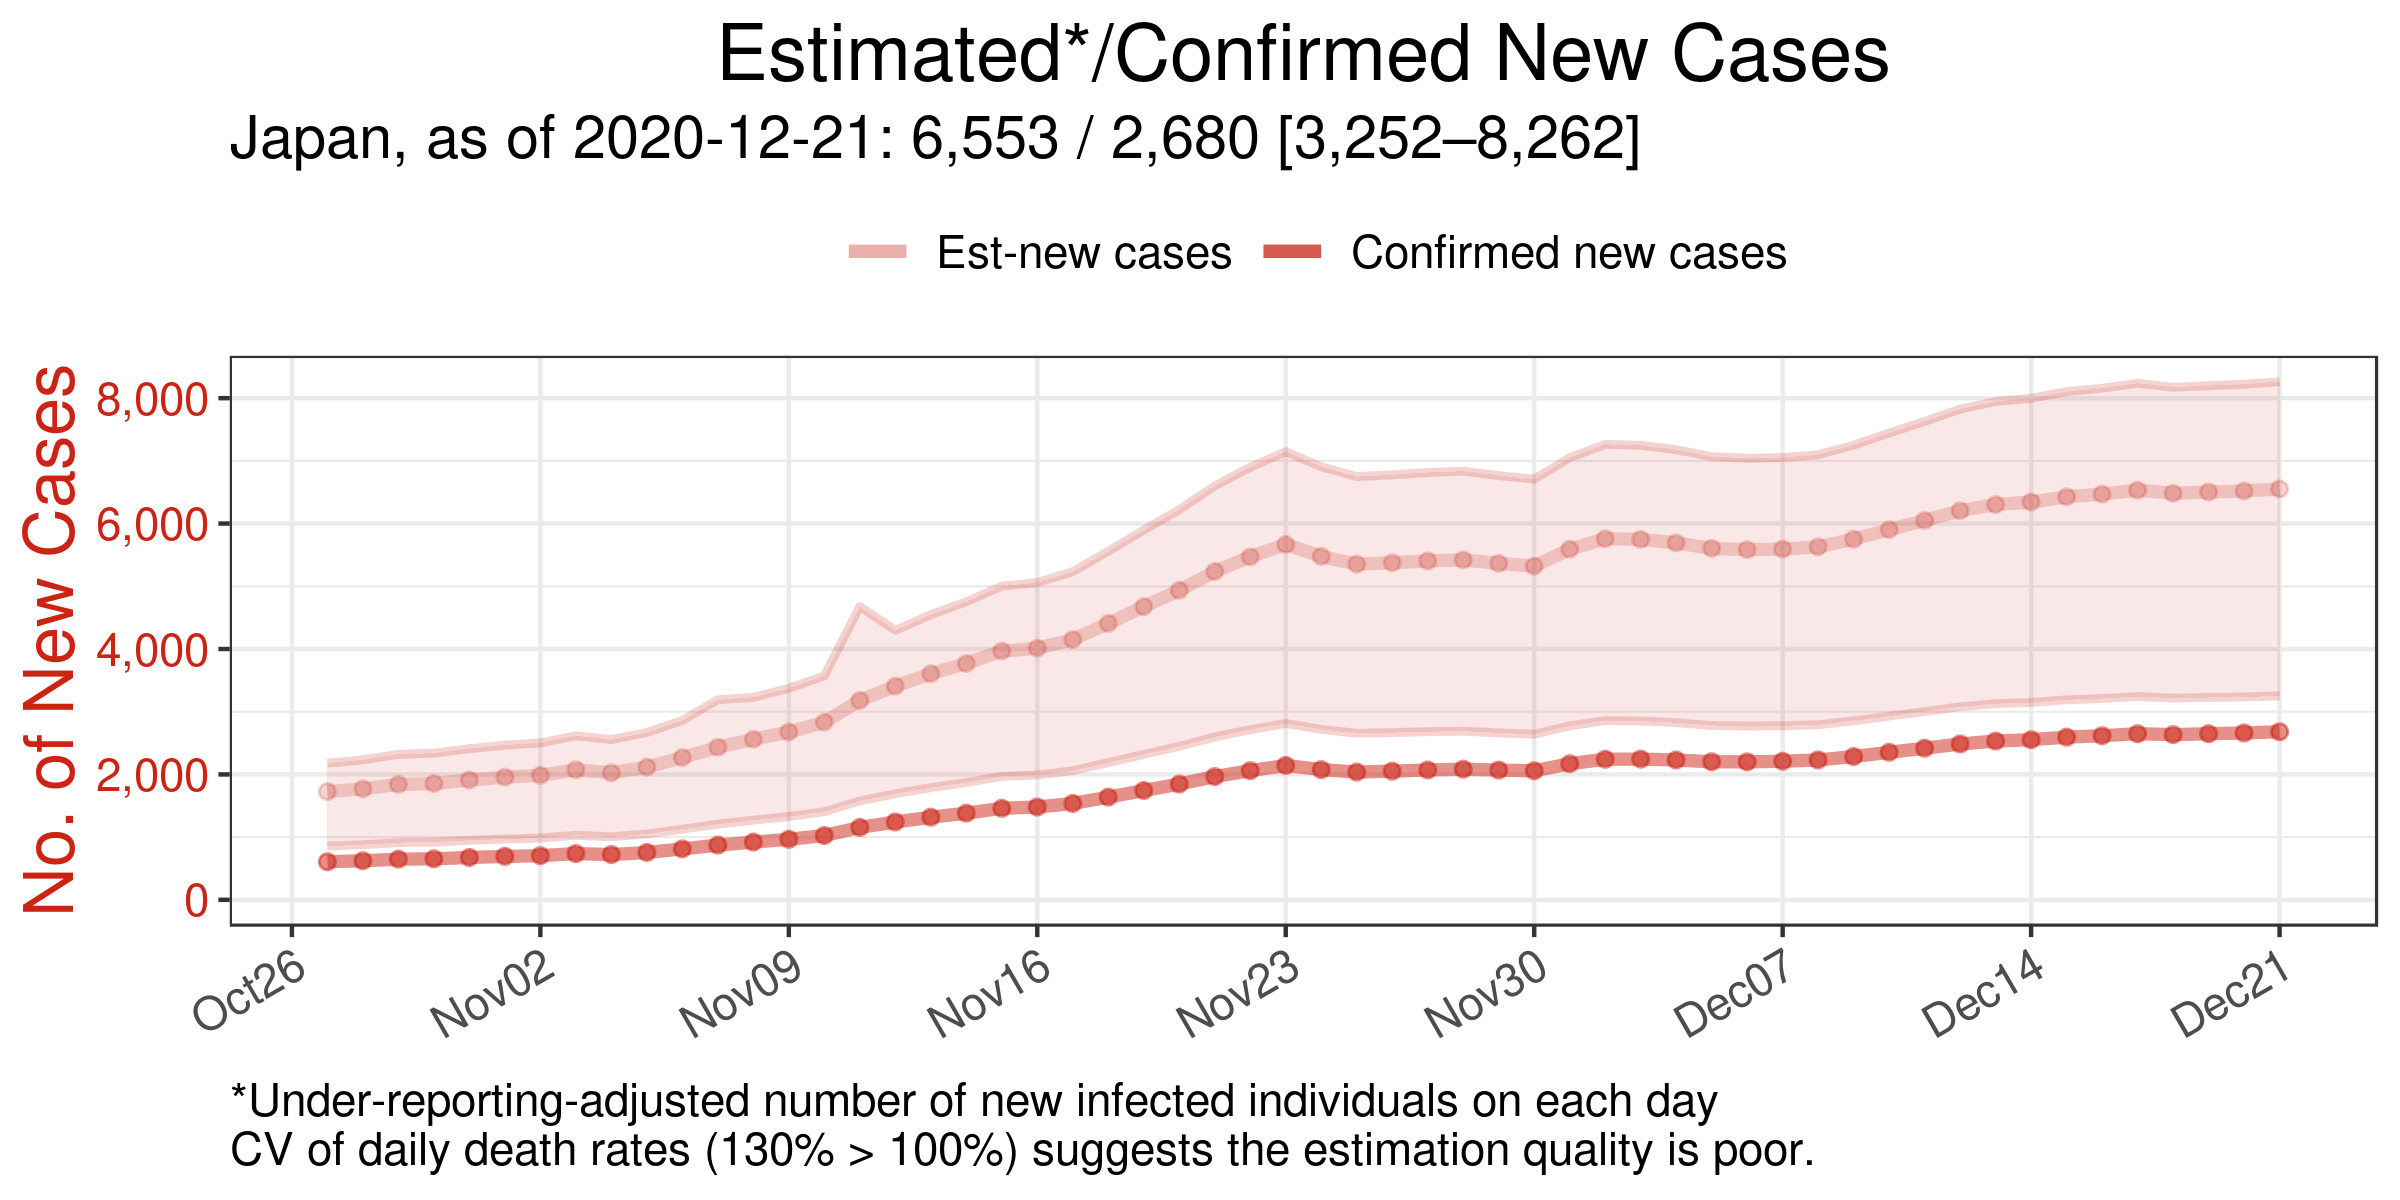 Estimated*/Confirmed New Cases
Japan, as of 2020-12-21: 6,553 / 2,680 [3,252–8,262]
Est-new cases
Confirmed new cases
No. of New Cases
8,000
6,000
4,000
2,000
0
Oct26
Nov02
Nov09
Nov16
Nov23
Nov30
Dec07
Dec14
Dec21
*Under-reporting-adjusted number of new infected individuals on each day
CV of daily death rates (130% > 100%) suggests the estimation quality is poor.